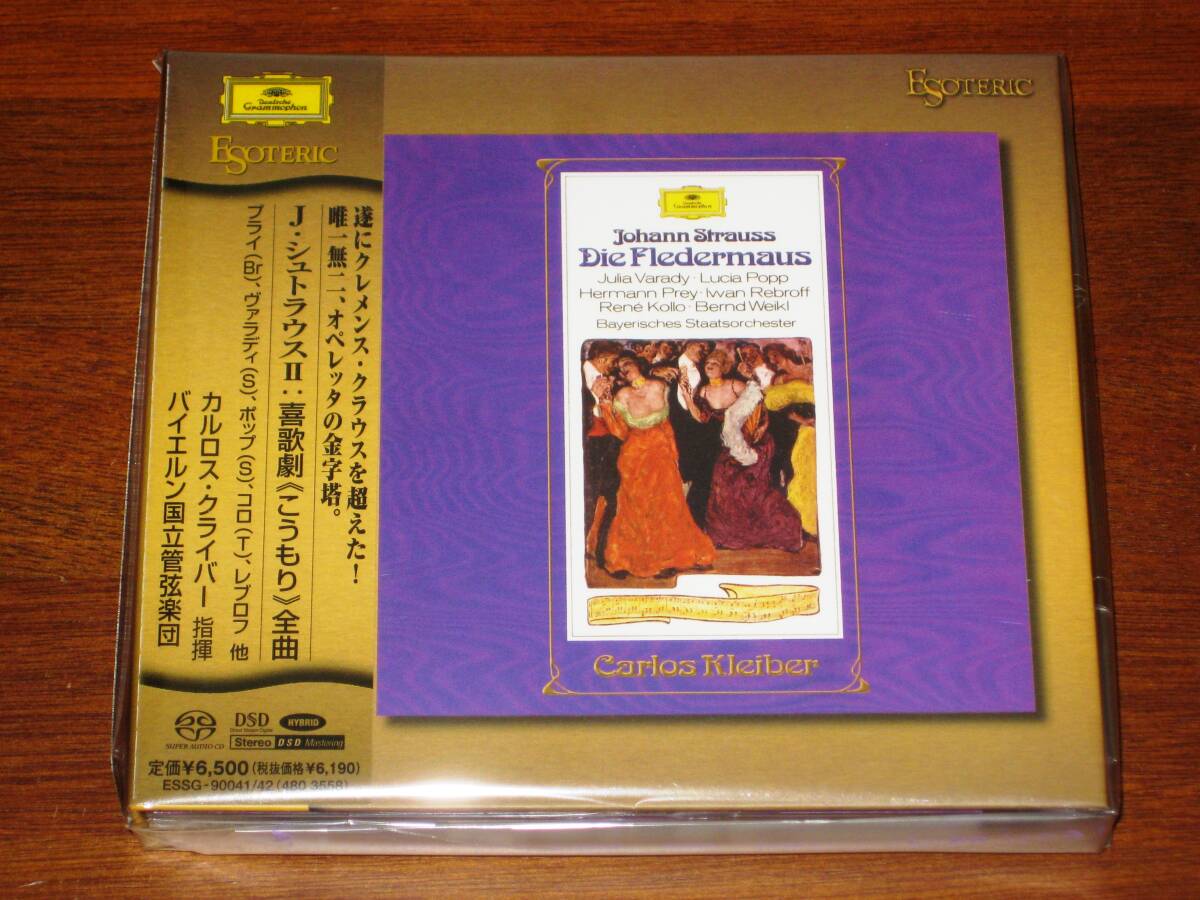 Deutsche
Grammophon
ESOTERIC
遂にクレメンス・クラウスを超えた!
唯一無二、オペレッタの金字塔。
J・シュトラウスII:喜歌劇《こうもり》全曲
プライ(Br)、ヴァラディ(S)、ポップ(S)、コロ(T)、レブロフ 他
カルロス・クライバー 指揮
バイエルン国立管弦楽団
SUPER AUDIO CD
DSD
Direct Stream Digital
HYBRID
Stereo
DSD Mastering
定価¥6,500(税抜価格¥6,190)
ESSG-90041/42 (480 3558)
ESOTERIC
Deutsche
Grammophon
Johann Strauss
Die Fledermaus
Julia Varady·Lucia Popp
Hermann Prey·Iwan Rebroff
René Kollo·Bernd Weikl
Bayerisches Staatsorchester
Carlos Kleiber